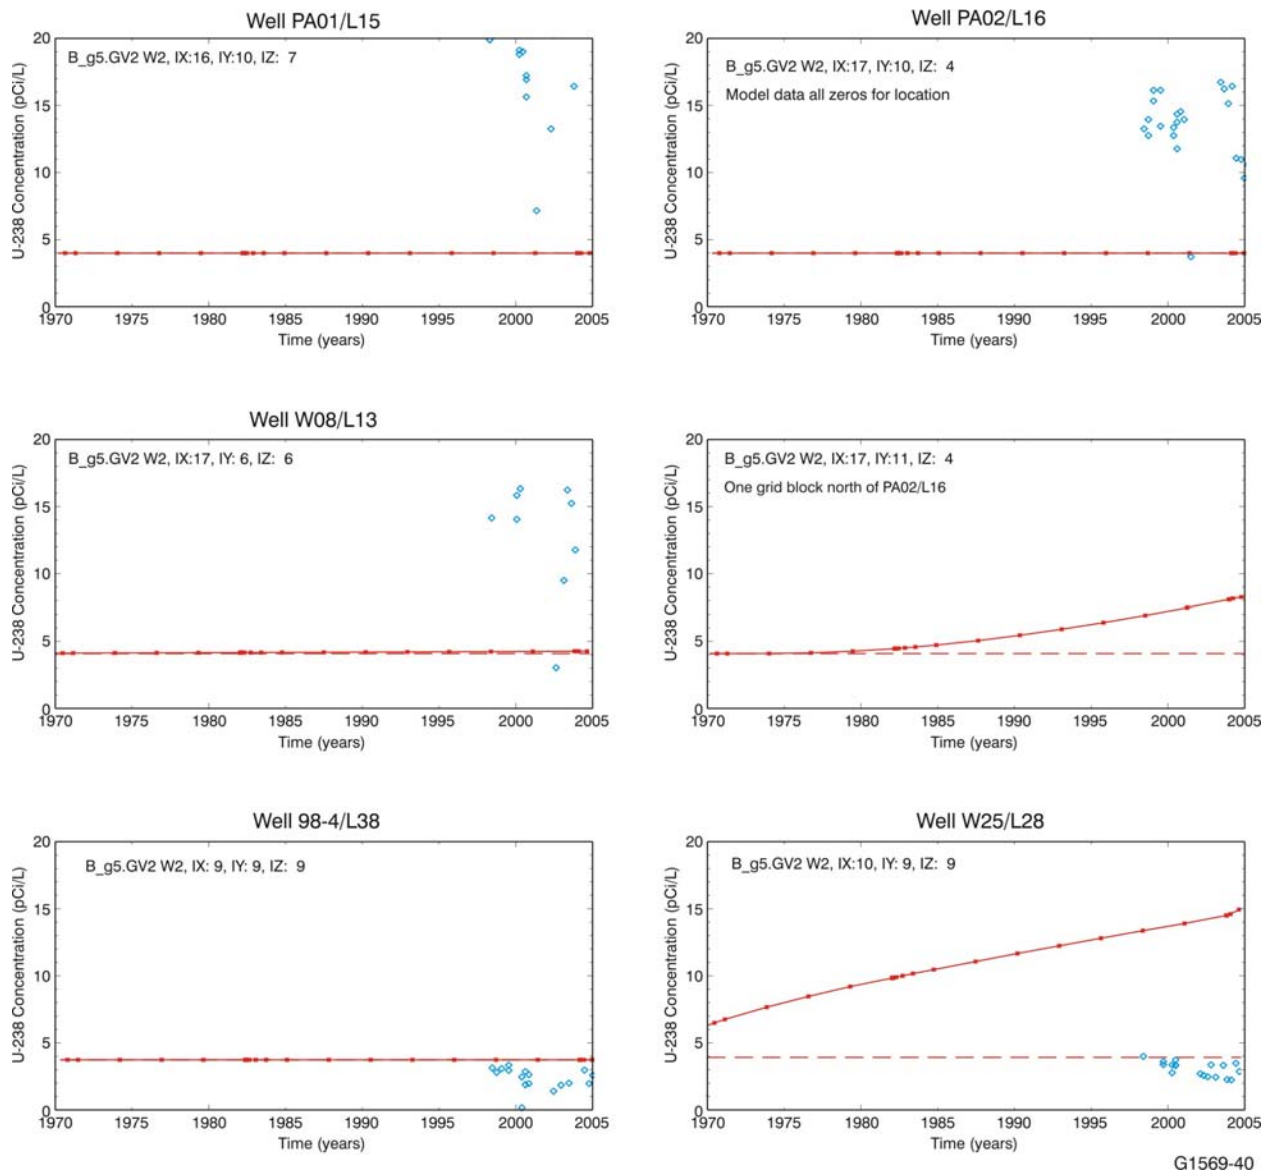 Well PA01/L15
B_g5.GV2 W2, IX:16, IY:10, IZ: 7
U-238 Concentration (pCi/L)
20
15
10
5
0
1970 1975 1980 1985 1990 1995 2000 2005
Time (years)
Well PA02/L16
B_g5.GV2 W2, IX:17, IY:10, IZ: 4
Model data all zeros for location
U-238 Concentration (pCi/L)
20
15
10
5
0
1970 1975 1980 1985 1990 1995 2000 2005
Time (years)
Well W08/L13
B_g5.GV2 W2, IX:17, IY: 6, IZ: 6
U-238 Concentration (pCi/L)
20
15
10
5
0
1970 1975 1980 1985 1990 1995 2000 2005
Time (years)
B_g5.GV2 W2, IX:17, IY:11, IZ: 4
One grid block north of PA02/L16
U-238 Concentration (pCi/L)
20
15
10
5
0
1970 1975 1980 1985 1990 1995 2000 2005
Time (years)
Well 98-4/L38
B_g5.GV2 W2, IX: 9, IY: 9, IZ: 9
U-238 Concentration (pCi/L)
20
15
10
5
0
1970 1975 1980 1985 1990 1995 2000 2005
Time (years)
Well W25/L28
B_g5.GV2 W2, IX:10, IY: 9, IZ: 9
U-238 Concentration (pCi/L)
20
15
10
5
0
1970 1975 1980 1985 1990 1995 2000 2005
Time (years)
G1569-40